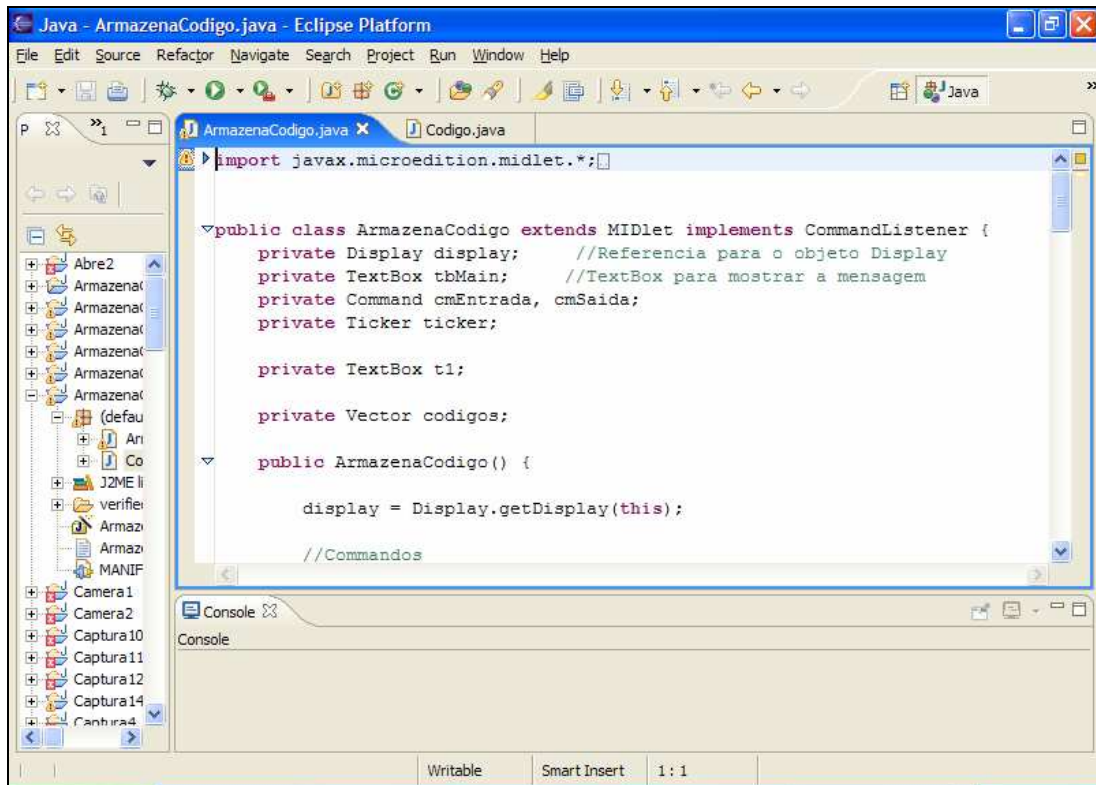 Java - ArmazenaCodigo.java - Eclipse Platform
File Edit Source Refactor Navigate Search Project Run Window Help
Java
P
ArmazenaCodigo.java
Codigo.java
import javax.microedition.midlet.*;
public class ArmazenaCodigo extends MIDlet implements CommandListener {
private Display display; //Referencia para o objeto Display
private TextBox tbMain; //TextBox para mostrar a mensagem
private Command cmEntrada, cmSaida;
private Ticker ticker;
private TextBox t1;
private Vector codigos;
public ArmazenaCodigo() {
display = Display.getDisplay(this);
//Commandos
Abre2
Armazena
Armazena
Armazena
Armazena
Armazena
Armazena
(defau
Arm
Co
J2ME li
verifie
Armaz
Armaz
MANIF
Camera1
Camera2
Captura10
Captura11
Captura12
Captura14
Captura4
Console
Console
Writable
Smart Insert
1 : 1